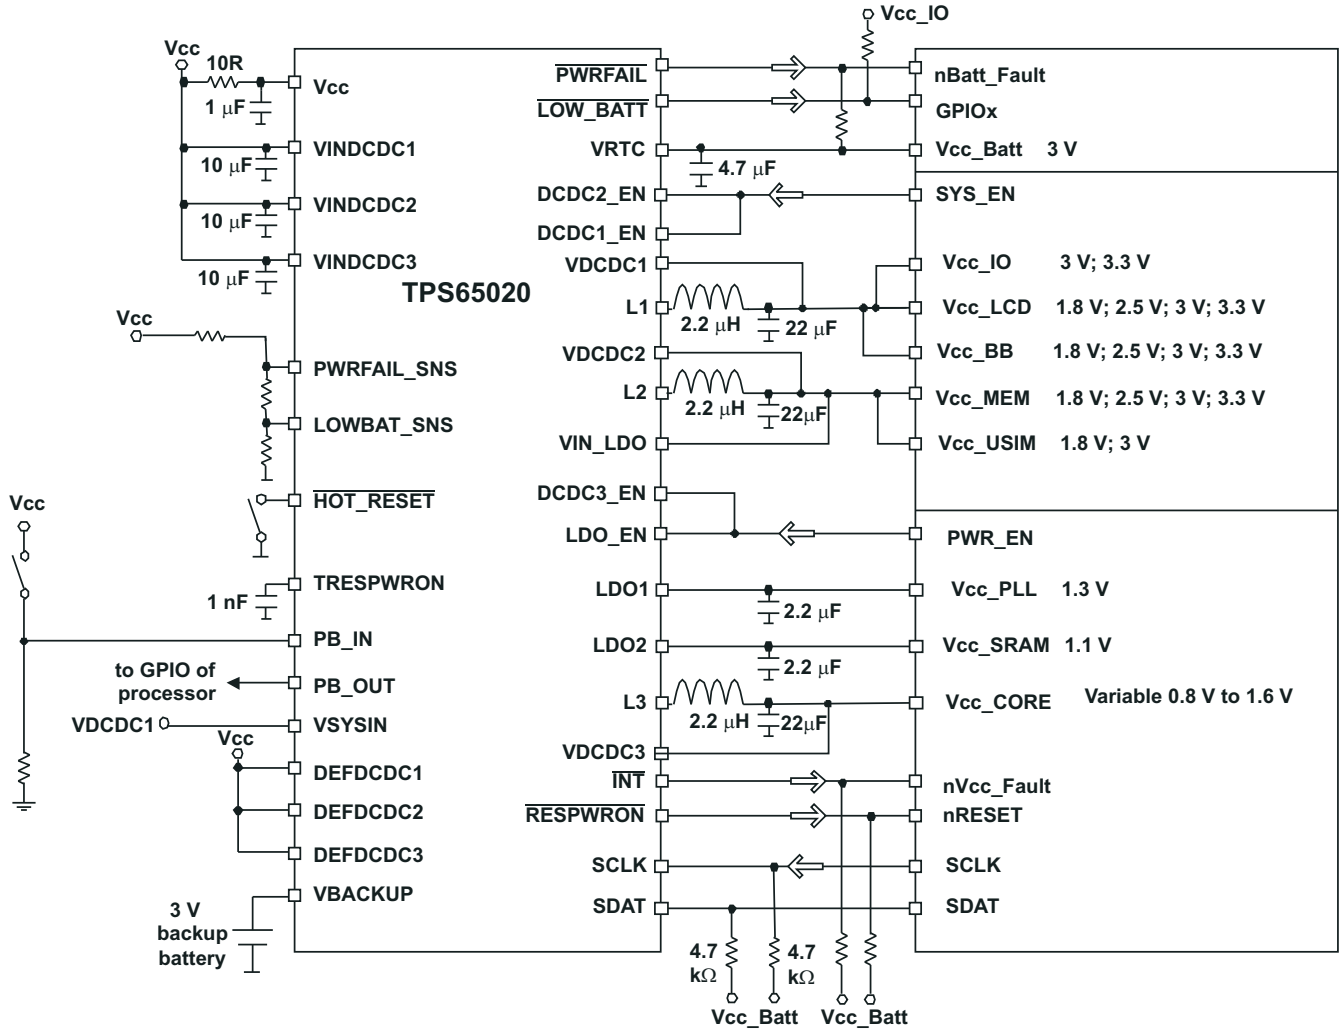 Vcc_IO
Vcc
10R
1 μF
10 μF
10 μF
10 μF
Vcc
VINDCDC1
VINDCDC2
VINDCDC3
TPS65020
Vcc
PWRFAIL_SNS
LOWBAT_SNS
HOT_RESET
Vcc
TRESPWRON
1 nF
PB_IN
to GPIO of
processor
PB_OUT
VDCDC1
VSYSIN
Vcc
DEFDCDC1
DEFDCDC2
DEFDCDC3
VBACKUP
3 V
backup
battery
PWRFAIL
LOW_BATT
VRTC
4.7 μF
DCDC2_EN
DCDC1_EN
VDCDC1
L1
2.2 μH
22 μF
VDCDC2
L2
2.2 μH
22μF
VIN_LDO
DCDC3_EN
LDO_EN
LDO1
2.2 μF
LDO2
2.2 μF
L3
2.2 μH
22μF
VDCDC3
INT
RESPWRON
SCLK
SDAT
4.7
kΩ
4.7
kΩ
Vcc_Batt
Vcc_Batt
nBatt_Fault
GPIOx
Vcc_Batt 3 V
SYS_EN
Vcc_IO 3 V; 3.3 V
Vcc_LCD 1.8 V; 2.5 V; 3 V; 3.3 V
Vcc_BB 1.8 V; 2.5 V; 3 V; 3.3 V
Vcc_MEM 1.8 V; 2.5 V; 3 V; 3.3 V
Vcc_USIM 1.8 V; 3 V
PWR_EN
Vcc_PLL 1.3 V
Vcc_SRAM 1.1 V
Vcc_CORE Variable 0.8 V to 1.6 V
nVcc_Fault
nRESET
SCLK
SDAT